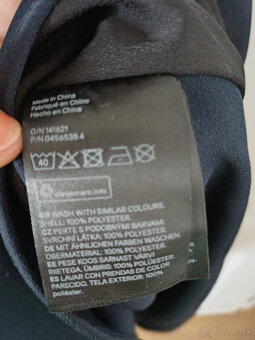 Made in China
Fabriqué en Chine
Hecho en China
O/N 141621
P/N 0456538 4
40
clevercare.info
GB WASH WITH SIMILAR COLOURS.
SHELL: 100% POLYESTER.
CZ PERTE S PODOBNÝMI BARVAMI
SVRCHNÍ LÁTKA: 100% POLYESTER.
DE MIT ÄHNLICHEN FARBEN WASCHEN.
OBERMATERIAL: 100% POLYESTER.
EE PESE KOOS SARNAST VÄRVI
RIETEGA. ÜMBRIS: 100% POLÜESTER.
ES LAVAR CON PRENDAS DE COLOR
PARECIDO. TELA EXTERIOR: 100%
poliéster.